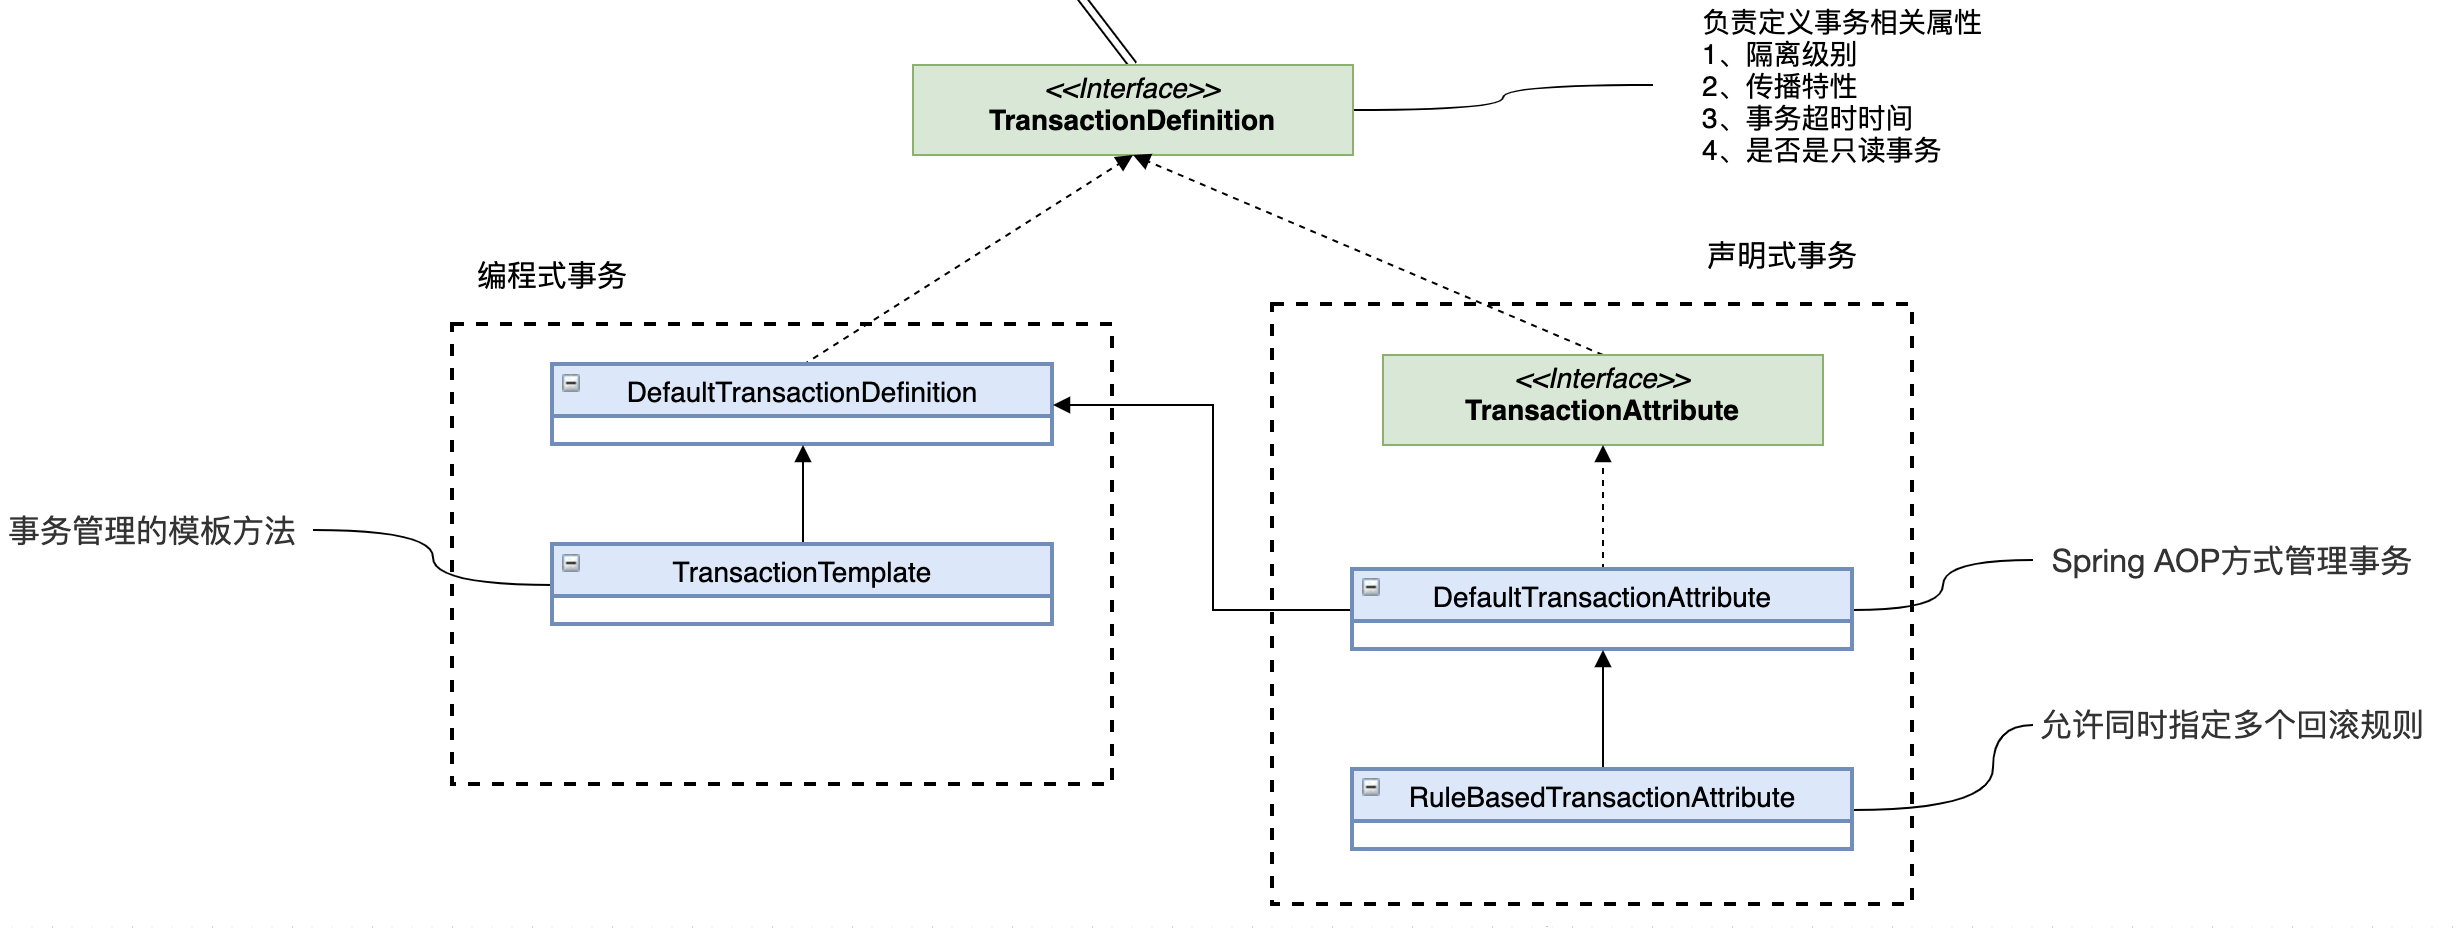 负责定义事务相关属性
1、隔离级别
2、传播特性
3、事务超时时间
4、是否是只读事务
<<Interface>>
TransactionDefinition
编程式事务
声明式事务
DefaultTransactionDefinition
<<Interface>>
TransactionAttribute
事务管理的模板方法
TransactionTemplate
DefaultTransactionAttribute
Spring AOP方式管理事务
允许同时指定多个回滚规则
RuleBasedTransactionAttribute